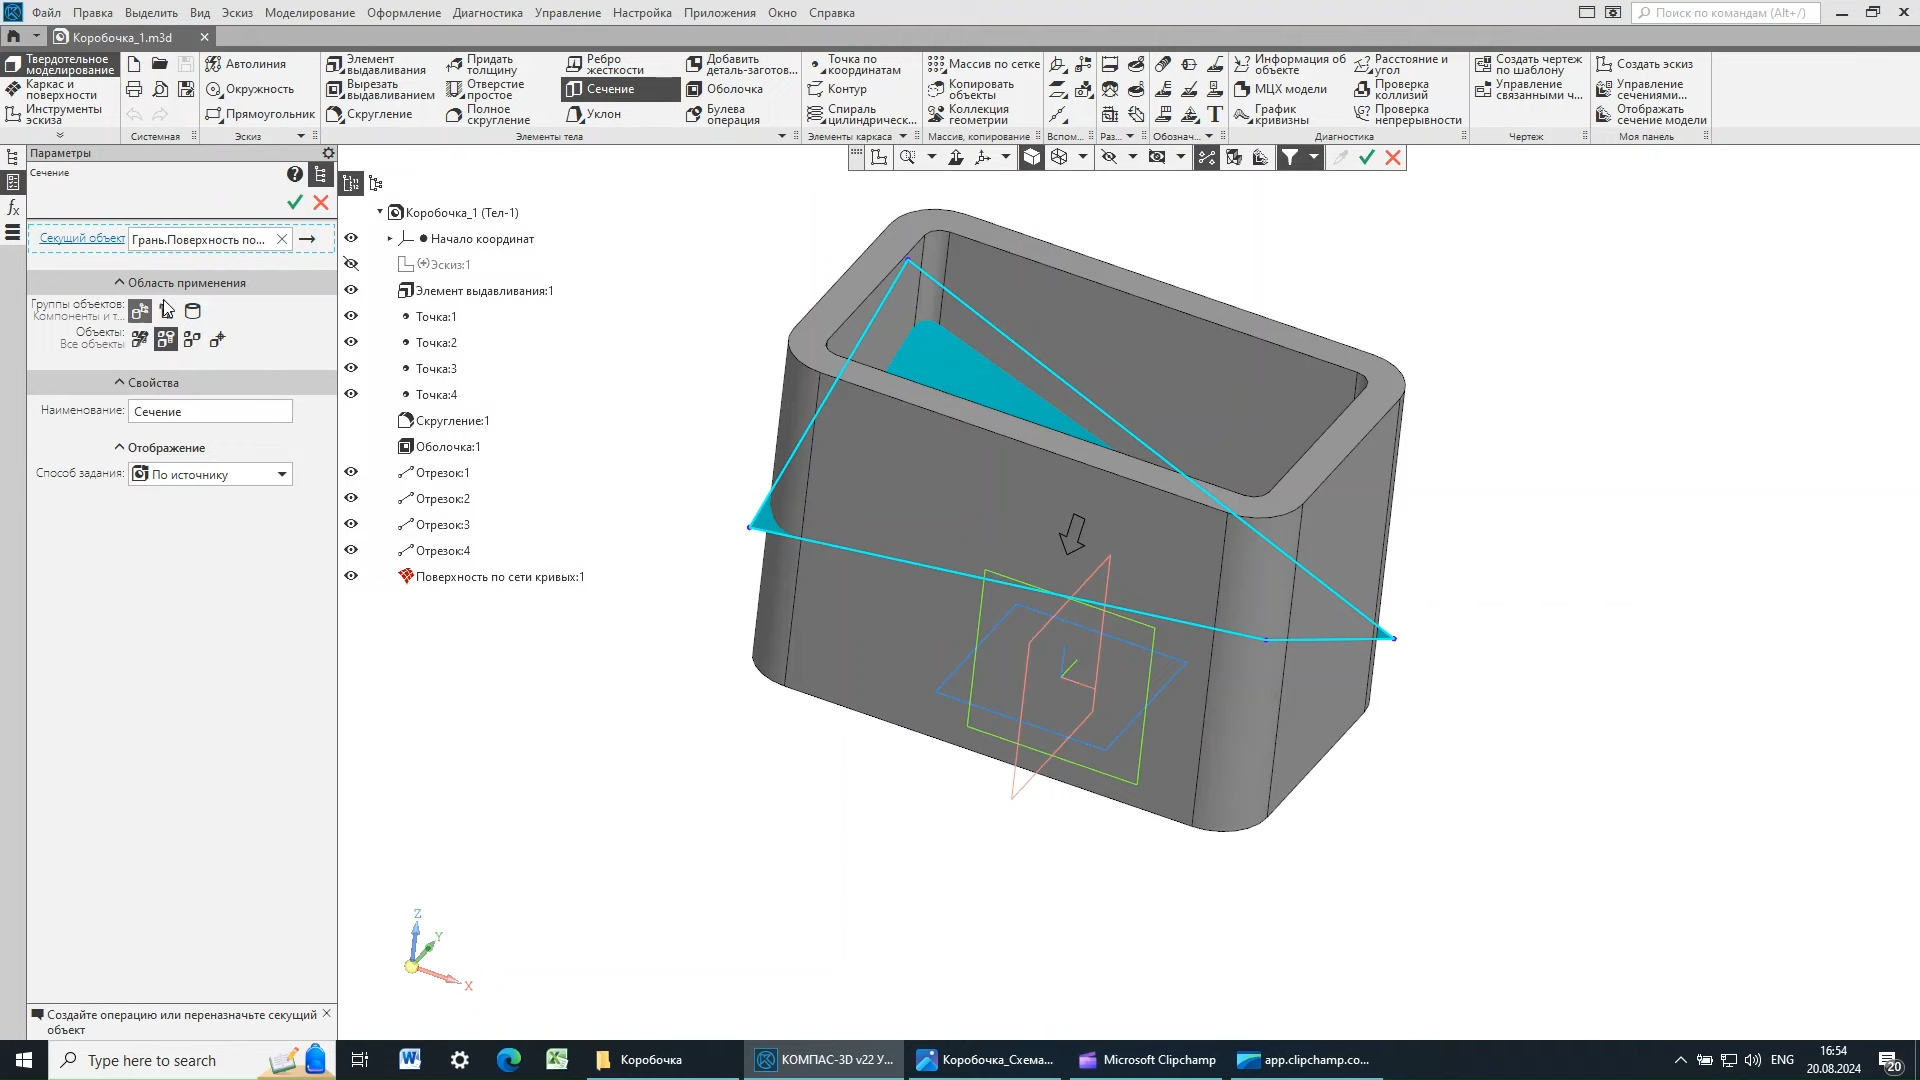 Файл Правка Выделить Вид Эскиз Моделирование Оформление Диагностика Управление Настройка Приложения Окно Справка
Поиск по командам (Alt+/)
Коробочка_1.m3d
Твердотельное моделирование
Каркас и поверхности
Инструменты эскиза
Системная
Автолиния
Окружность
Прямоугольник
Эскиз
Элемент выдавливания
Вырезать выдавливанием
Скругление
Придать толщину
Отверстие простое
Полное скругление
Ребро жесткости
Сечение
Уклон
Добавить деталь-заготов...
Оболочка
Булева операция
Элементы тела
Точка по координатам
Контур
Спираль цилиндрическ...
Элементы каркаса
Массив по сетке
Копировать объекты
Коллекция геометрии
Массив, копирование
Вспом...
Раз...
Обознач...
Информация об объекте
МЦХ модели
График кривизны
Расстояние и угол
Проверка коллизий
Проверка непрерывности
Диагностика
Создать чертеж по шаблону
Управление связанными ч...
Чертеж
Создать эскиз
Управление сечениями...
Отображать сечение модели
Моя панель
Параметры
Сечение
Секущий объект Грань.Поверхность по...
Область применения
Группы объектов:
Компоненты и т...
Объекты:
Все объекты
Свойства
Наименование: Сечение
Отображение
Способ задания: По источнику
Создайте операцию или переназначьте секущий объект
Коробочка_1 (Тел-1)
Начало координат
(+)Эскиз:1
Элемент выдавливания:1
Точка:1
Точка:2
Точка:3
Точка:4
Скругление:1
Оболочка:1
Отрезок:1
Отрезок:2
Отрезок:3
Отрезок:4
Поверхность по сети кривых:1
Z
Y
X
Type here to search
Коробочка
КОМПАС-3D v22 У...
Коробочка_Схема...
Microsoft Clipchamp
app.clipchamp.co...
ENG
16:54
20.08.2024
20